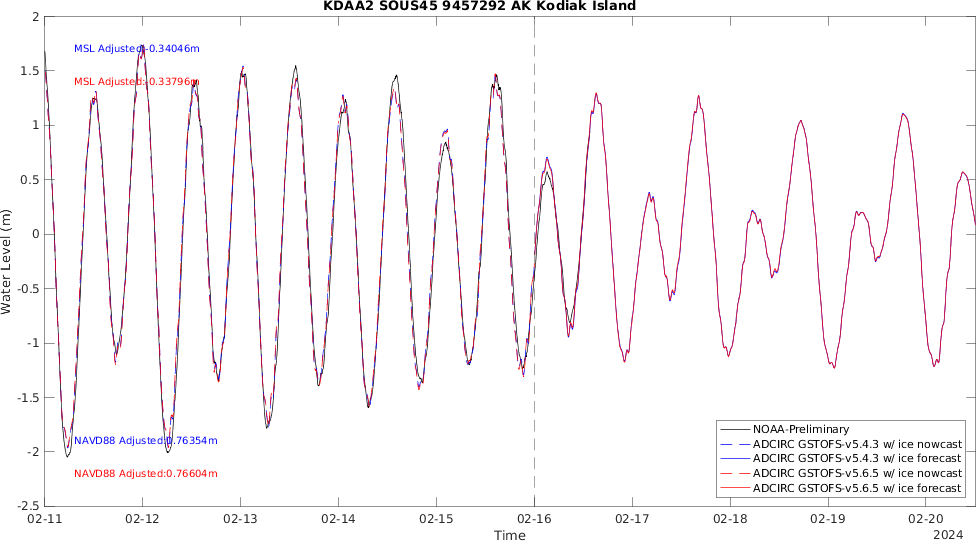 KDAA2 SOUS45 9457292 AK Kodiak Island
2
1.5
1
0.5
0
-0.5
-1
-1.5
-2
-2.5
Water Level (m)
MSL Adjusted:-0.34046m
MSL Adjusted:-0.33796m
NAVD88 Adjusted:0.76354m
NAVD88 Adjusted:0.76604m
NOAA-Preliminary
ADCIRC GSTOFS-v5.4.3 w/ ice nowcast
ADCIRC GSTOFS-v5.4.3 w/ ice forecast
ADCIRC GSTOFS-v5.6.5 w/ ice nowcast
ADCIRC GSTOFS-v5.6.5 w/ ice forecast
02-11 02-12 02-13 02-14 02-15 02-16 02-17 02-18 02-19 02-20
Time
2024